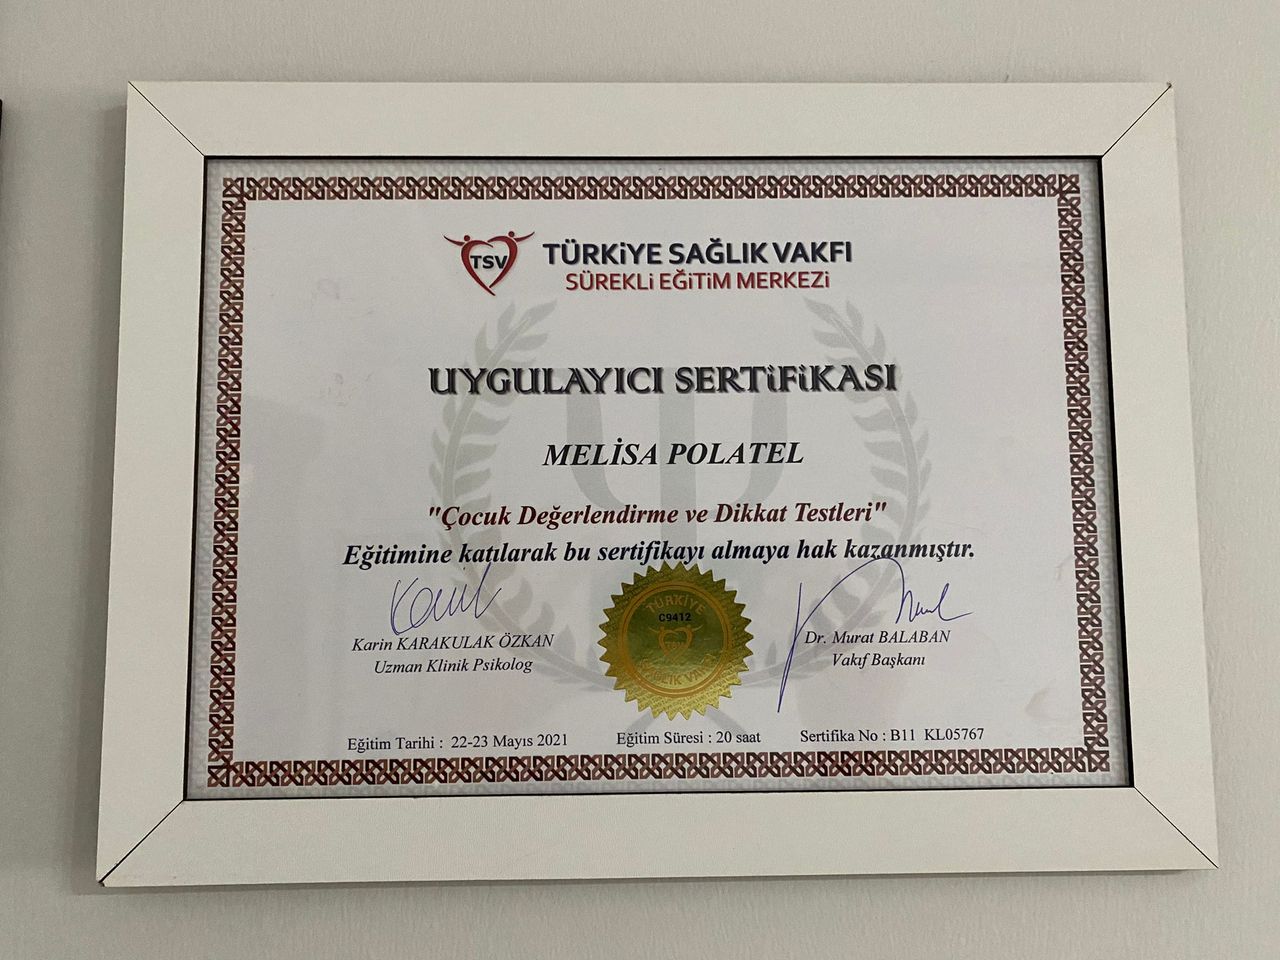 TSV
TÜRKİYE SAĞLIK VAKFI
SÜREKLİ EĞİTİM MERKEZİ
UYGULAYICI SERTİFİKASI
MELİSA POLATEL
"Çocuk Değerlendirme ve Dikkat Testleri"
Eğitimine katılarak bu sertifikayı almaya hak kazanmıştır.
Karin KARAKULAK ÖZKAN
Uzman Klinik Psikolog
TÜRKİYE
C9412
SAĞLIK VAKFI
Dr. Murat BALABAN
Vakıf Başkanı
Eğitim Tarihi : 22-23 Mayıs 2021 Eğitim Süresi : 20 saat Sertifika No : B11 KL05767